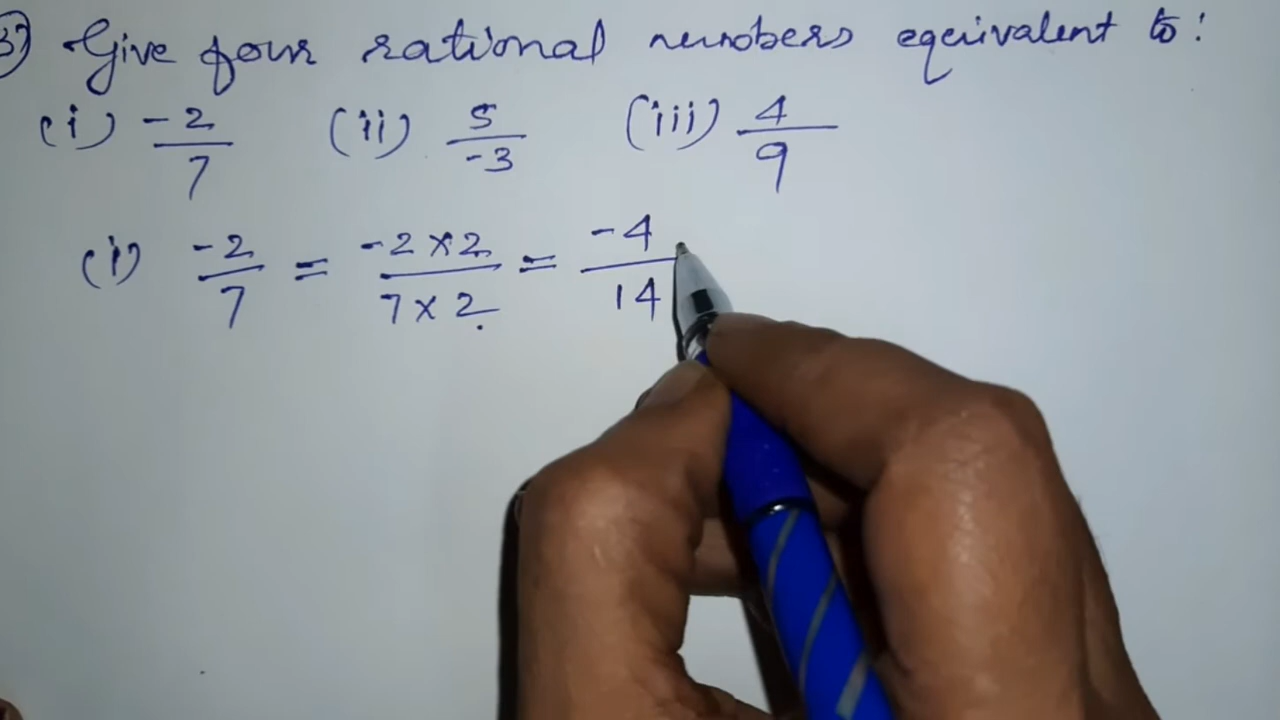 3) Give four rational numbers equivalent to:
(i) -2/7 (ii) 5/-3 (iii) 4/9
(i) -2/7 = -2×2/7×2 = -4/14